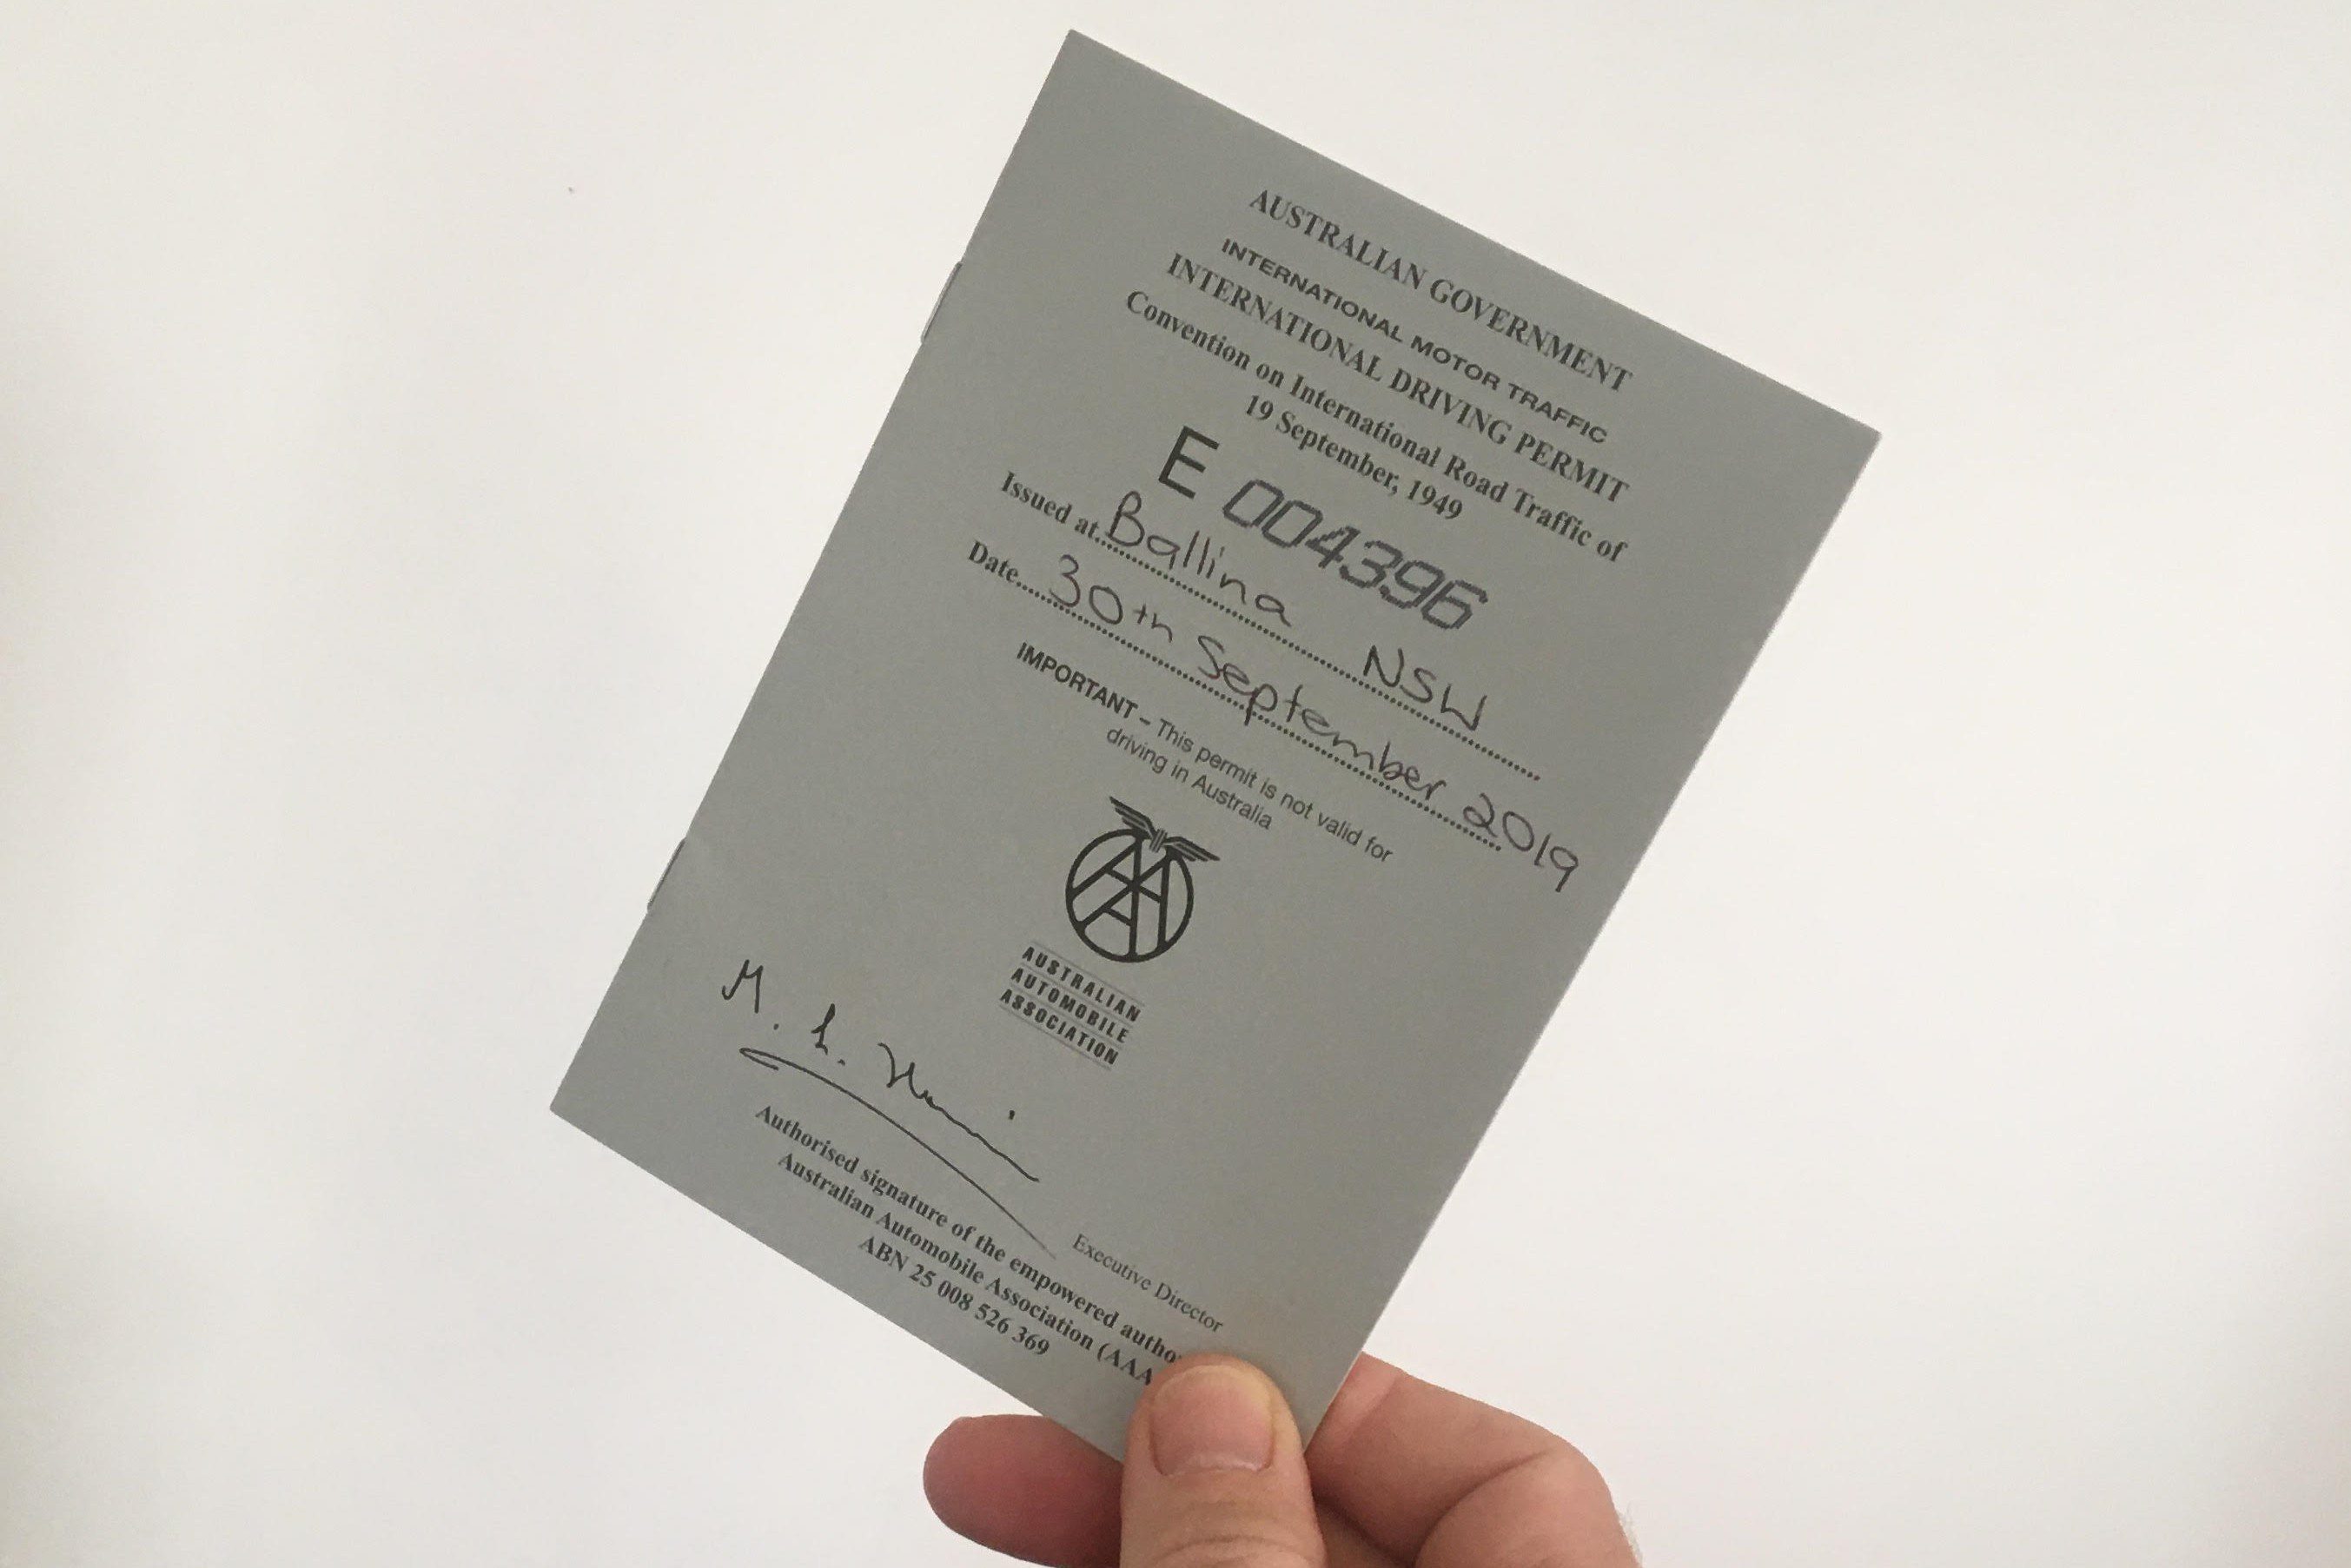 AUSTRALIAN GOVERNMENT
INTERNATIONAL MOTOR TRAFFIC
INTERNATIONAL DRIVING PERMIT
Convention on International Road Traffic of
19 September, 1949
E 004396
Issued at Ballina NSW
Date 30th September 2019
IMPORTANT – This permit is not valid for
driving in Australia
AAA
AUSTRALIAN
AUTOMOBILE
ASSOCIATION
M. L.
Executive Director
Authorised signature of the empowered
Australian Automobile Association (AAA
ABN 25 008 526 369